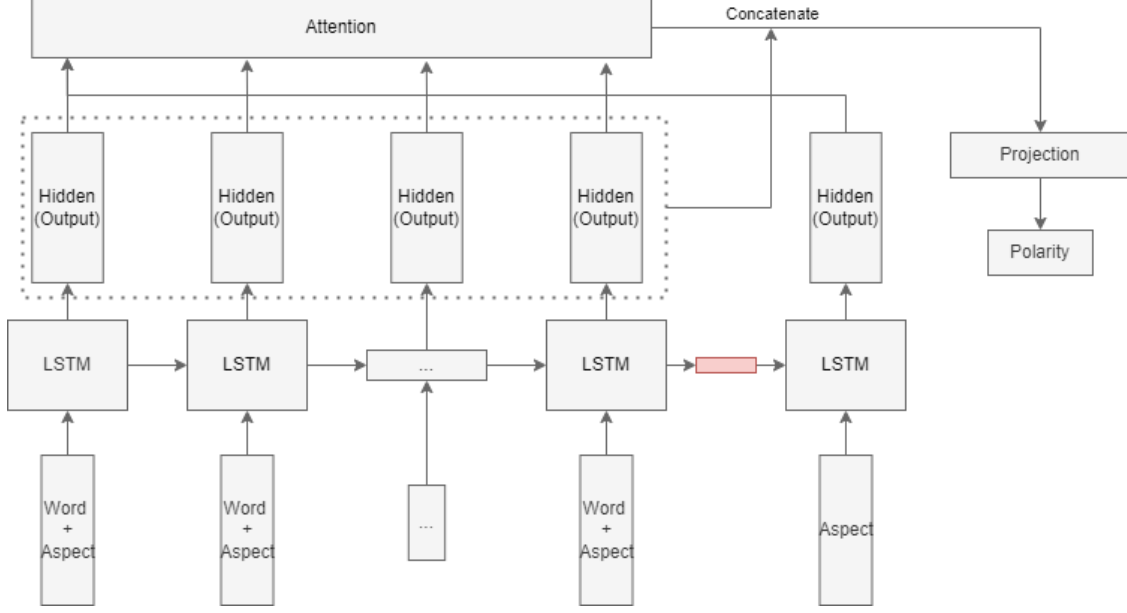 Attention
Concatenate
Hidden
(Output)
Hidden
(Output)
Hidden
(Output)
Hidden
(Output)
Hidden
(Output)
Projection
Polarity
LSTM
LSTM
...
LSTM
LSTM
Word
+
Aspect
Word
+
Aspect
...
Word
+
Aspect
Aspect